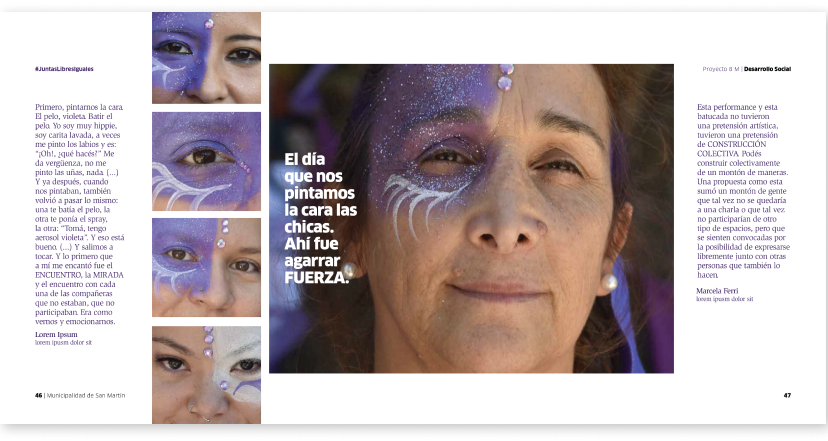 #JuntasLibresIguales
Primero, pintarnos la cara.
El pelo, violeta. Batir el
pelo. Yo soy muy hippie,
soy carita lavada, a veces
me pinto los labios y es:
“¡Oh!, ¿qué hacés?” Me
da vergüenza, no me
pinto las uñas, nada. (...)
Y ya después, cuando
nos pintaban, también
volvió a pasar lo mismo:
una te batía el pelo, la
otra te ponía el spray,
la otra: “Tomá, tengo
aerosol violeta”. Y eso está
bueno. (...) Y salimos a
tocar. Y lo primero que
a mí me encantó fue el
ENCUENTRO, la MIRADA
y el encuentro con cada
una de las compañeras
que no estaban, que no
participaban. Era como
vernos y emocionarnos.
Lorem Ipsum
lorem ipusm dolor sit
46 | Municipalidad de San Martín
El día
que nos
pintamos
la cara las
chicas.
Ahí fue
agarrar
FUERZA.
Proyecto 8 M | Desarrollo Social
Esta performance y esta
batucada no tuvieron
una pretensión artística,
tuvieron una pretensión
de CONSTRUCCIÓN
COLECTIVA. Podés
construir colectivamente
de un montón de maneras.
Una propuesta como esta
sumó un montón de gente
que tal vez no se quedaría
a una charla o que tal vez
no participarían de otro
tipo de espacios, pero que
se sienten convocadas por
la posibilidad de expresarse
libremente junto con otras
personas que también lo
hacen.
Marcela Ferri
lorem ipusm dolor sit
47